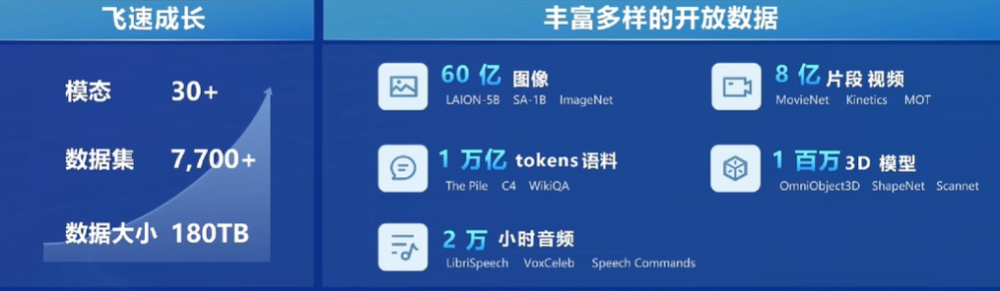 飞速成长
模态 30+
数据集 7,700+
数据大小 180TB
丰富多样的开放数据
60 亿 图像
LAION-5B SA-1B ImageNet
8 亿 片段 视频
MovieNet Kinetics MOT
1 万亿 tokens 语料
The Pile C4 WikiQA
1 百万 3D 模型
OmniObject3D ShapeNet Scannet
2 万 小时音频
LibriSpeech VoxCeleb Speech Commands